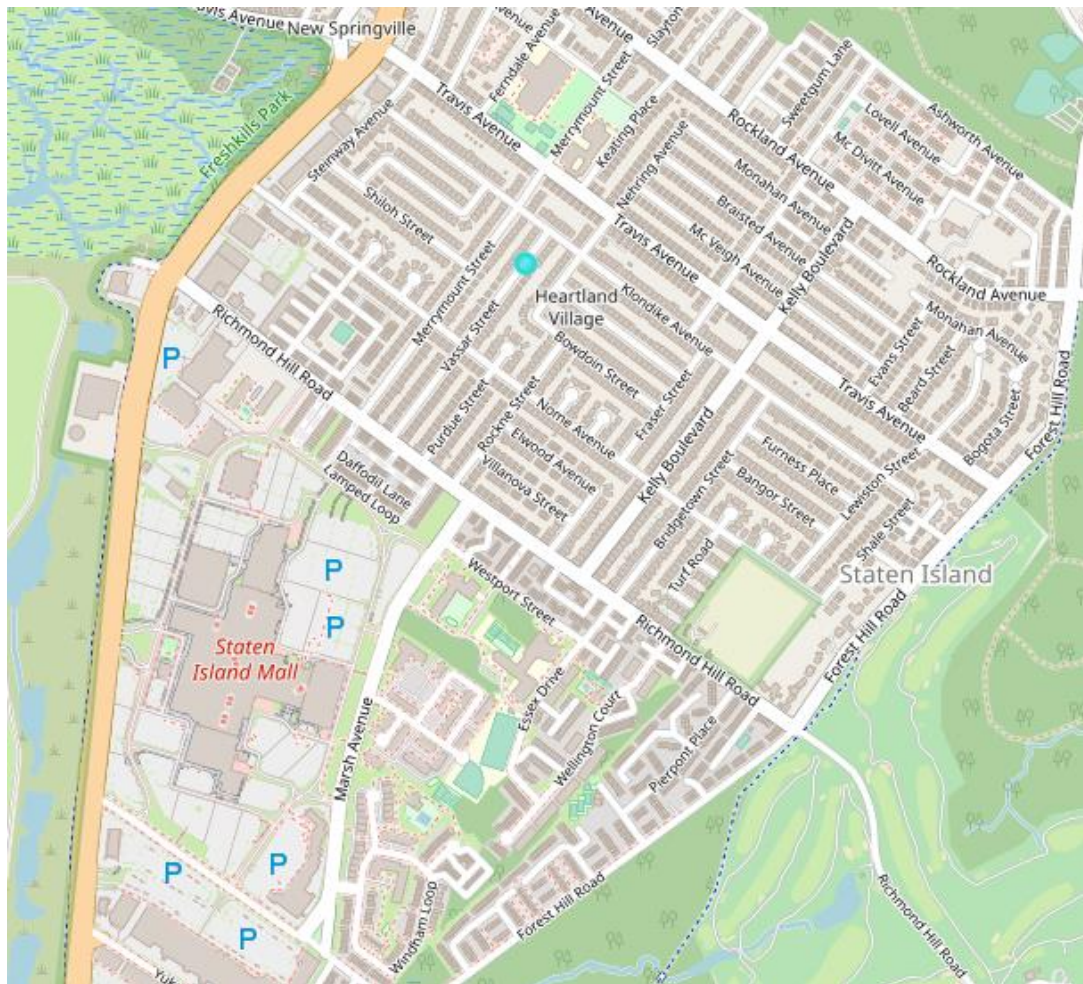 avis Avenue
New Springville
Ferndale Avenue
Slayton
Merrymount Street
Travis Avenue
Keating Place
Rockland Avenue
Sweetgum Lane
Lovell Avenue
Ashworth Avenue
Mc Divitt Avenue
Freshkills Park
Steinway Avenue
Shiloh Street
Nehring Avenue
Monahan Avenue
Braisted Avenue
Mc Veigh Avenue
Travis Avenue
Kelly Boulevard
Rockland Avenue
Merrymount Street
Heartland
Village
Klondike Avenue
Vassar Street
Richmond Hill Road
P
Bowdoin Street
Evans Street
Monahan Avenue
Beard Street
Travis Avenue
Forest Hill Road
Bogota Street
Purdue Street
Rockne Street
Nome Avenue
Fraser Street
Kelly Boulevard
Elwood Avenue
Villanova Street
Daffodil Lane
Lamped Loop
Furness Place
Bangor Street
Lewiston Street
Bridgetown Street
Shale Street
Turf Road
Staten Island
P
P
Westport Street
Richmond Hill Road
Forest Hill Road
Staten
Island Mall
Marsh Avenue
Essex Drive
Wellington Court
Pierpont Place
P
P
P
Windham Loop
Forest Hill Road
Richmond Hill Road
Yuk